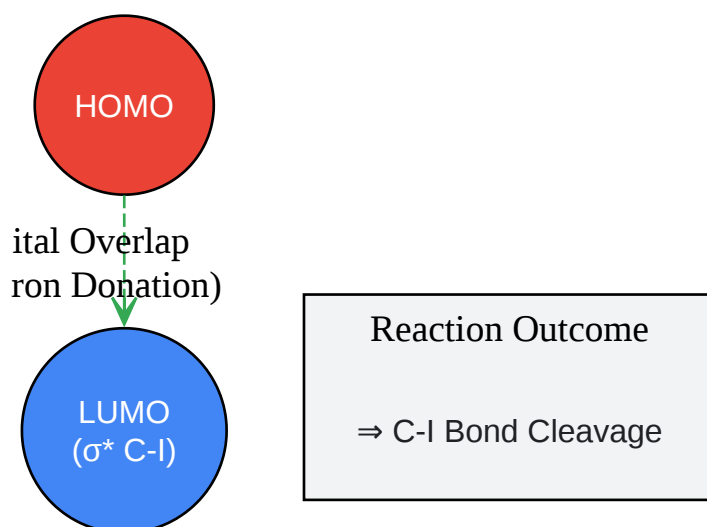 HOMO
ital Overlap
ron Donation)
LUMO
(σ* C-I)
Reaction Outcome
⇒ C-I Bond Cleavage